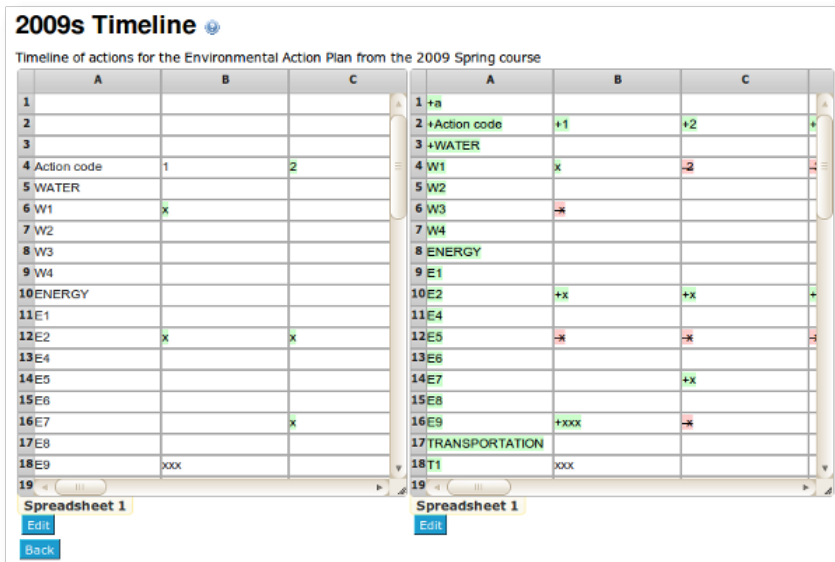 2009s Timeline
Timeline of actions for the Environmental Action Plan from the 2009 Spring course
A B C
1
2
3
4 Action code 1 2
5 WATER
6 W1 x
7 W2
8 W3
9 W4
10 ENERGY
11 E1
12 E2 x x
13 E4
14 E5
15 E6
16 E7 x
17 E8
18 E9 xxx
19
Spreadsheet 1
Edit
Back
A B C
1 +a
2 +Action code +1 +2 +
3 +WATER
4 W1 x -2
5 W2
6 W3 -x
7 W4
8 ENERGY
9 E1
10 E2 +x +x +
11 E4
12 E5 -x -x
13 E6
14 E7 +x
15 E8
16 E9 +xxx -x
17 TRANSPORTATION
18 T1 xxx
19
Spreadsheet 1
Edit